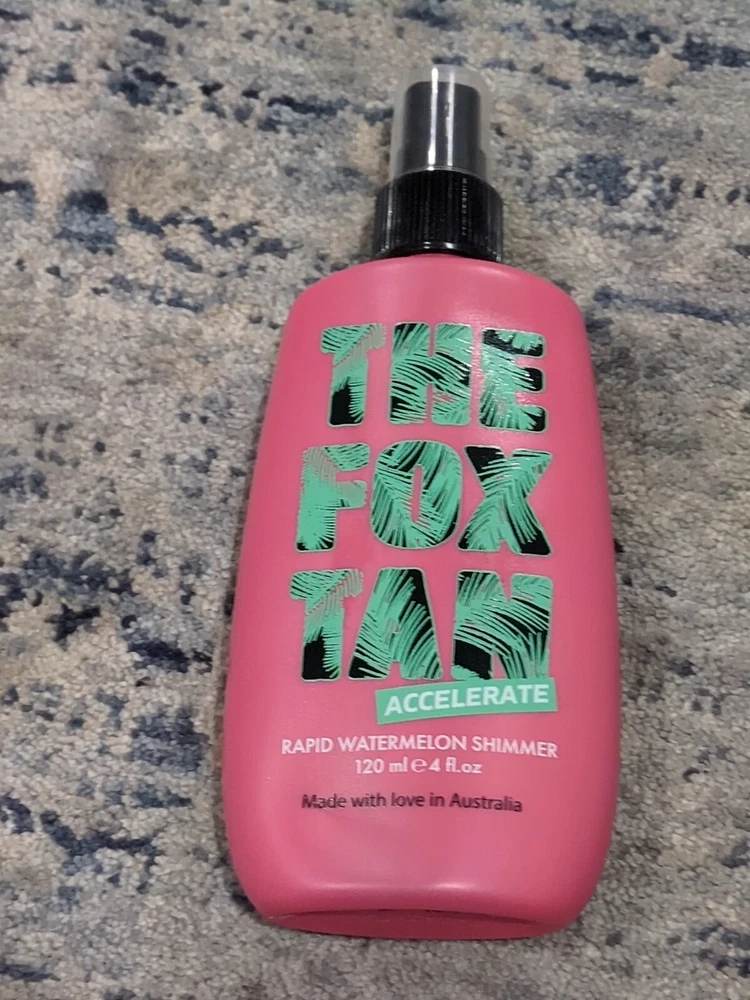 THE
FOX
TAN
ACCELERATE
RAPID WATERMELON SHIMMER
120 ml ℮ 4 fl.oz
Made with love in Australia